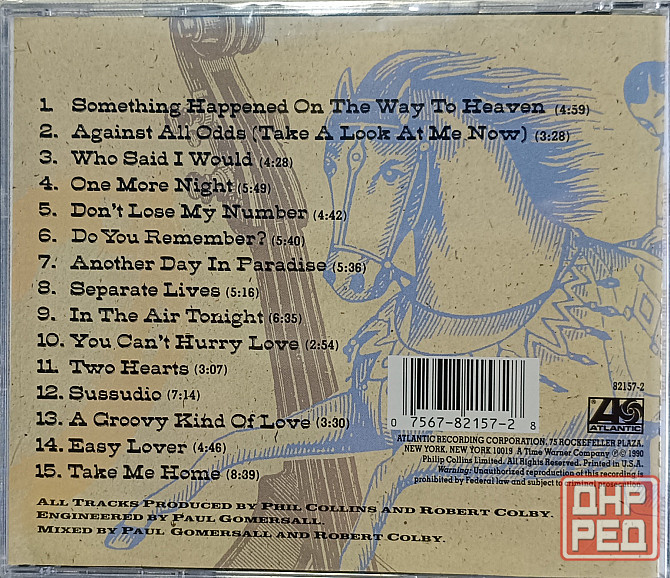 1. Something Happened On The Way To Heaven (4:59)
2. Against All Odds (Take A Look At Me Now) (3:28)
3. Who Said I Would (4:28)
4. One More Night (5:49)
5. Don't Lose My Number (4:42)
6. Do You Remember? (5:40)
7. Another Day In Paradise (5:36)
8. Separate Lives (5:16)
9. In The Air Tonight (6:35)
10. You Can't Hurry Love (2:54)
11. Two Hearts (3:07)
12. Sussudio (7:14)
13. A Groovy Kind Of Love (3:30)
14. Easy Lover (4:46)
15. Take Me Home (8:39)
All Tracks Produced by Phil Collins and Robert Colby.
Engineered by Paul Gomersall.
Mixed by Paul Gomersall and Robert Colby.
0 7567-82157-2 8
82157-2
ATLANTIC
ATLANTIC RECORDING CORPORATION, 75 ROCKEFELLER PLAZA,
NEW YORK, NEW YORK 10019 A Time Warner Company ℗ © 1990
Philip Collins Limited. All Rights Reserved. Printed in U.S.A.
Warning: Unauthorized reproduction of this recording is
prohibited by Federal law and subject to criminal prosecution.
ДНР
РЕД